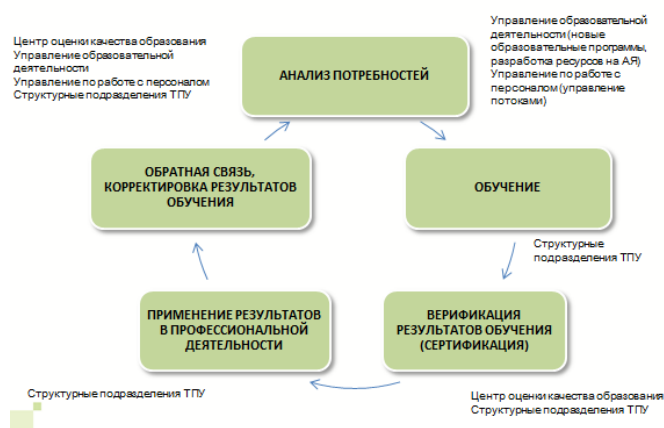 Центр оценки качества образования
Управление образовательной
деятельности
Управление по работе с персоналом
Структурные подразделения ТПУ
АНАЛИЗ ПОТРЕБНОСТЕЙ
Управление образовательной
деятельности (новые
образовательные программы,
разработка ресурсов на АЯ)
Управление по работе с
персоналом (управление
потоками)
ОБРАТНАЯ СВЯЗЬ,
КОРРЕКТИРОВКА РЕЗУЛЬТАТОВ
ОБУЧЕНИЯ
ОБУЧЕНИЕ
Структурные
подразделения ТПУ
ПРИМЕНЕНИЕ РЕЗУЛЬТАТОВ
В ПРОФЕССИОНАЛЬНОЙ
ДЕЯТЕЛЬНОСТИ
ВЕРИФИКАЦИЯ
РЕЗУЛЬТАТОВ ОБУЧЕНИЯ
(СЕРТИФИКАЦИЯ)
Структурные подразделения ТПУ
Центр оценки качества образования
Структурные подразделения ТПУ